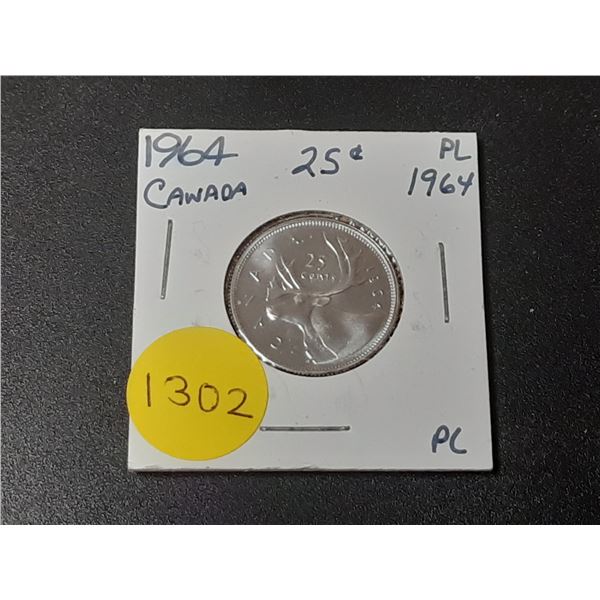 1964 25¢ PL
CANADA 1964
25
CENTS
CANADA
1302
PL